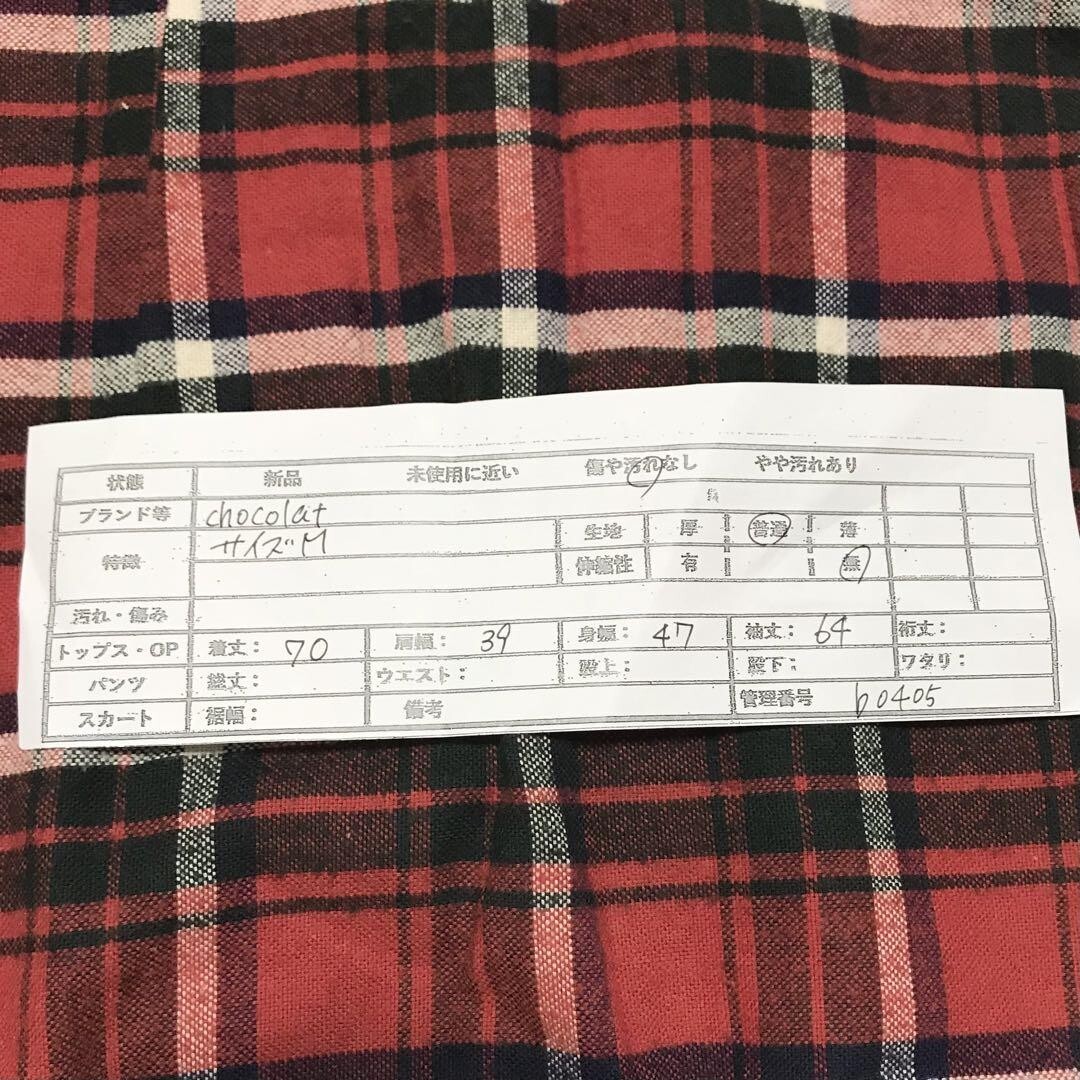 状態 新品 未使用に近い 傷や汚れなし やや汚れあり
ブランド等 chocolat
特徴 サイズM 生地 厚 普通 薄
伸縮性 有 無
汚れ・傷み
トップス・OP 着丈： 70 肩幅： 39 身幅： 47 袖丈： 64 裄丈：
パンツ 総丈： ウエスト： 股上： 股下： ワタリ：
スカート 裾幅： 備考 管理番号 b0405